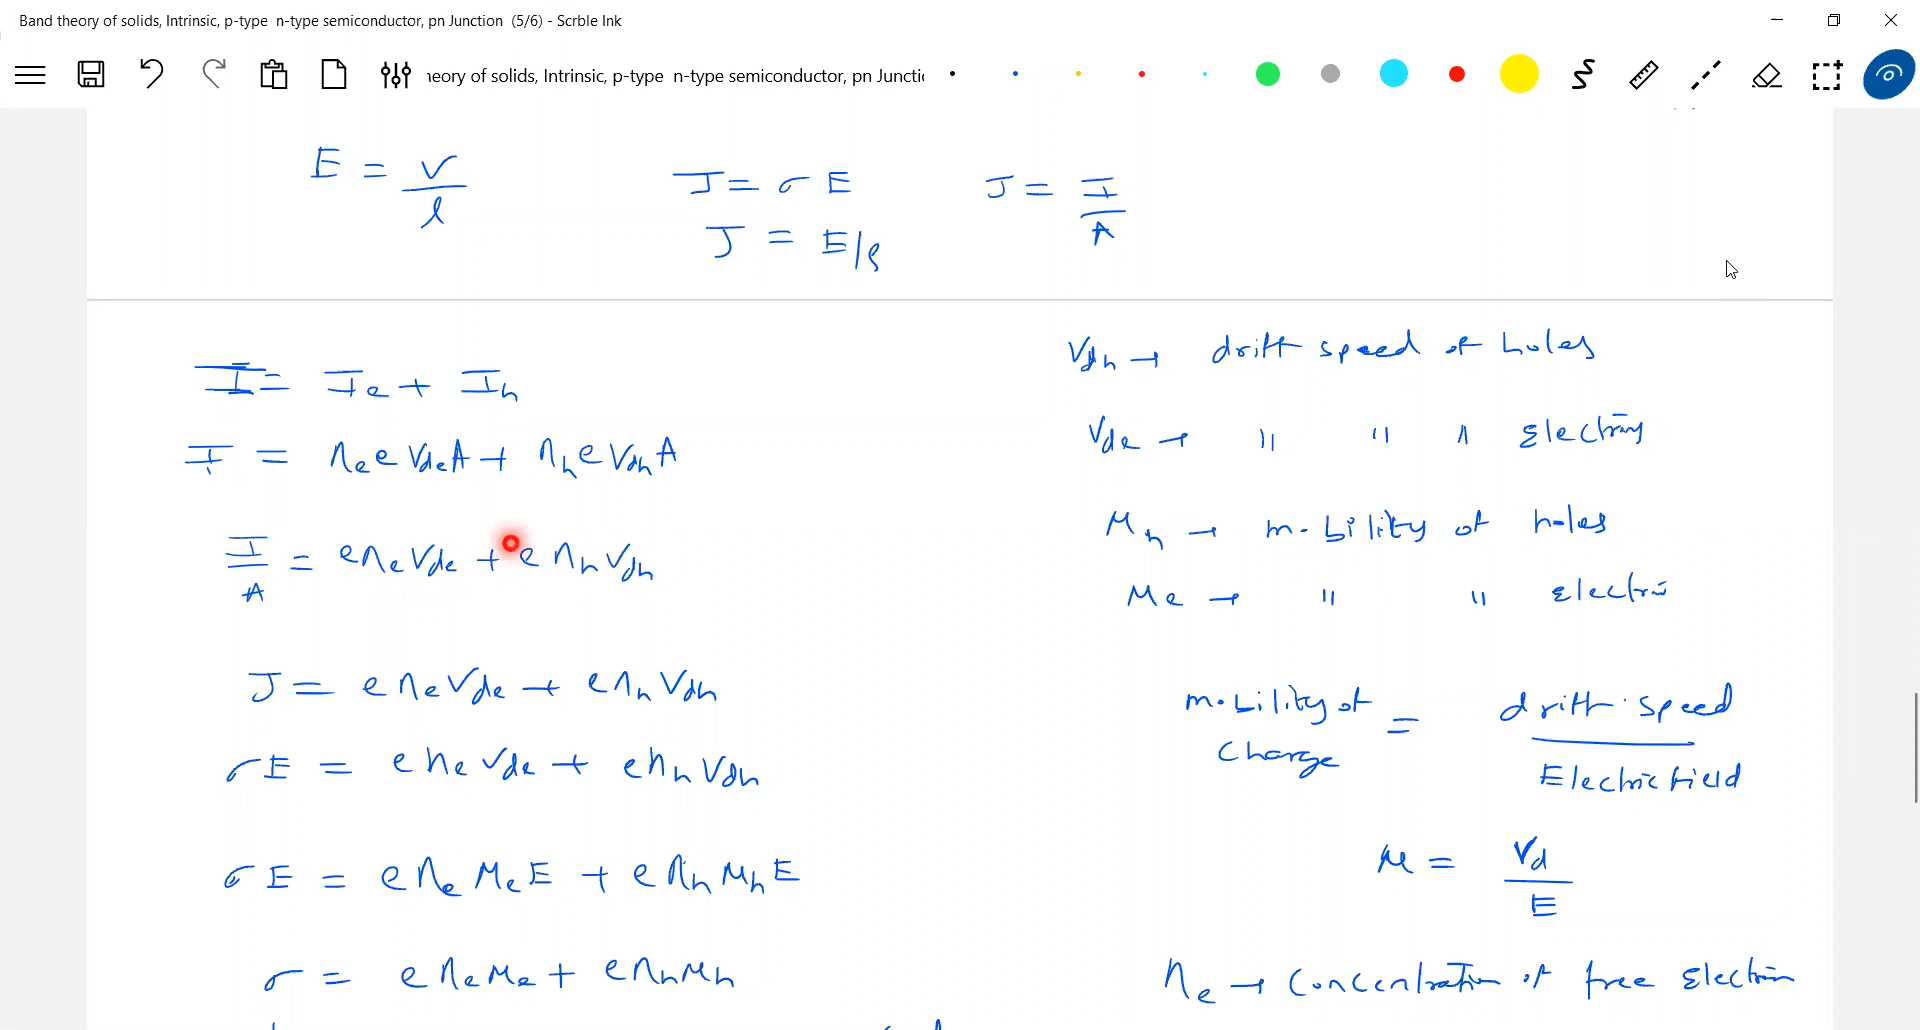 Band theory of solids, Intrinsic, p-type n-type semiconductor, pn Junction (5/6) - Scrble Ink
heory of solids, Intrinsic, p-type n-type semiconductor, pn Juncti
E = V/l
J = σ E
J = E/ρ
J = I/A
I = Ie + Ih
I = ne e Vde A + nh e Vdh A
I/A = e ne Vde + e nh Vdh
J = e ne Vde + e nh Vdh
σ E = e ne Vde + e nh Vdh
σ E = e ne μe E + e nh μh E
σ = e ne μe + e nh μh
Vdh → drift speed of holes
Vde → " " " Electrons
μh → mobility of holes
μe → " " electron
mobility of charge = drift speed / Electric field
μ = Vd/E
ne → Concentration of free electron